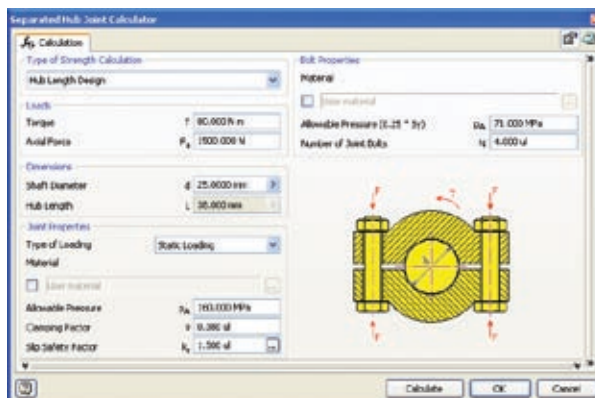 Separated Hub Joint Calculator
Calculation
Type of Strength Calculation
Hub Length Design
Loads
Torque T 80.000 N m
Axial Force Fa 1500.000 N
Dimensions
Shaft Diameter d 25.0000 mm
Hub Length L 38.000 mm
Joint Properties
Type of Loading Static Loading
Material
User material
Allowable Pressure pA 160.000 MPa
Clamping Factor
Slip Safety Factor ks 1.500 ul
Bolt Properties
Material
User material
Allowable Pressure (0.25 * Sy) pA 71.000 MPa
Number of Joint Bolts 4.000 ul
F
F
T
F
F
Calculate
OK
Cancel